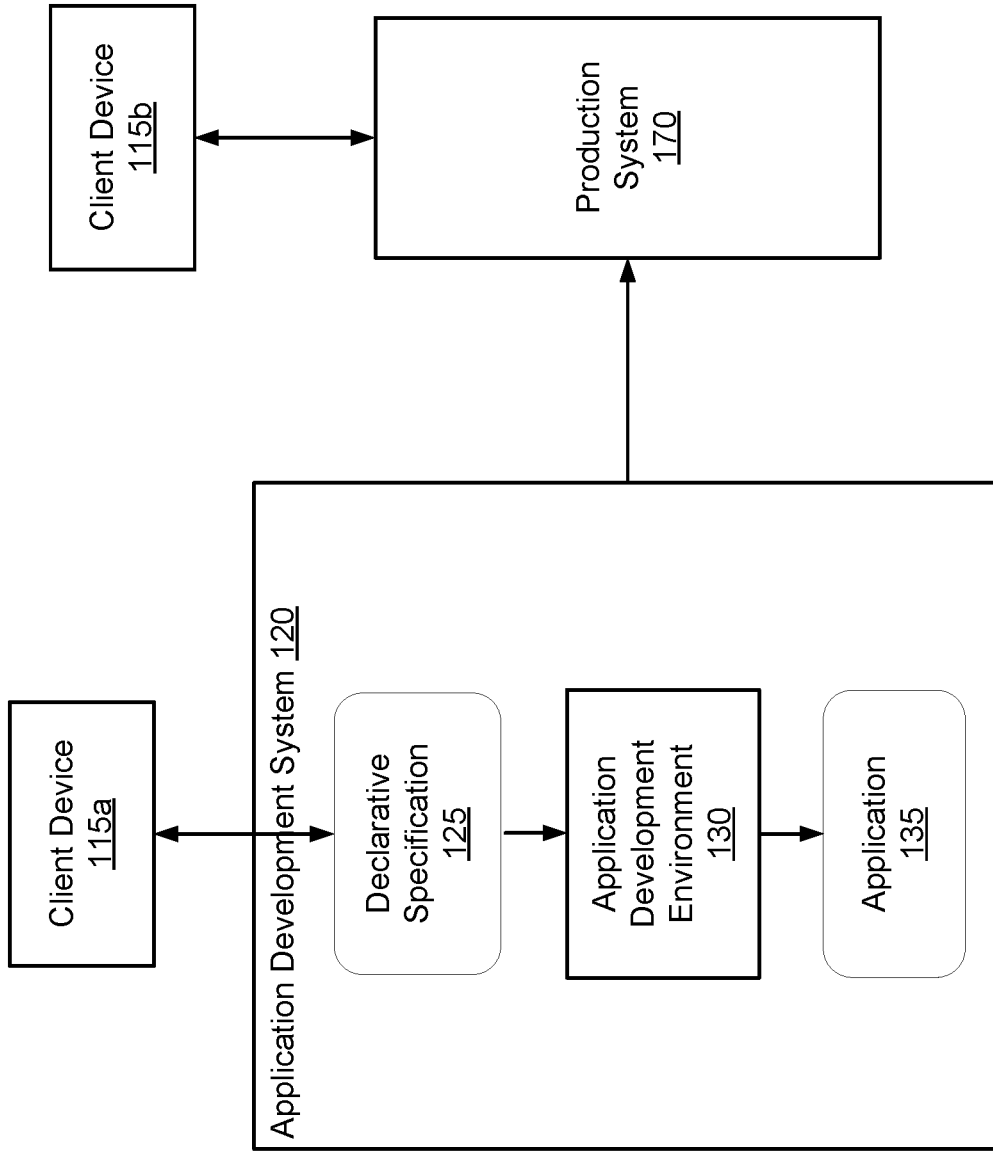 Client Device
115a
Application Development System 120
Declarative
Specification
125
Application
Development
Environment
130
Application
135
Client Device
115b
Production
System
170